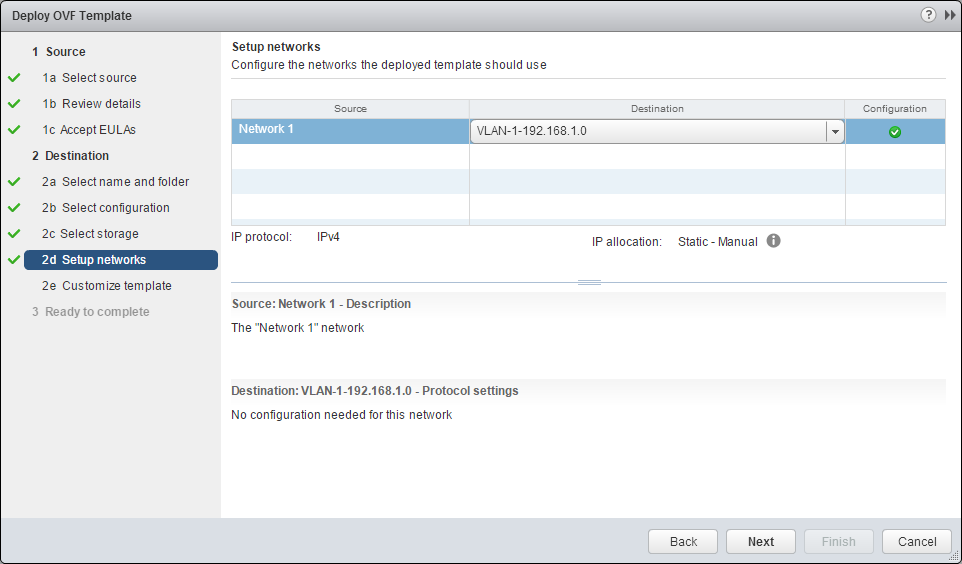 Deploy OVF Template
?
1 Source
1a Select source
1b Review details
1c Accept EULAs
2 Destination
2a Select name and folder
2b Select configuration
2c Select storage
2d Setup networks
2e Customize template
3 Ready to complete
Setup networks
Configure the networks the deployed template should use
Source Destination Configuration
Network 1 VLAN-1-192.168.1.0
IP protocol: IPv4 IP allocation: Static - Manual
Source: Network 1 - Description
The "Network 1" network
Destination: VLAN-1-192.168.1.0 - Protocol settings
No configuration needed for this network
Back Next Finish Cancel